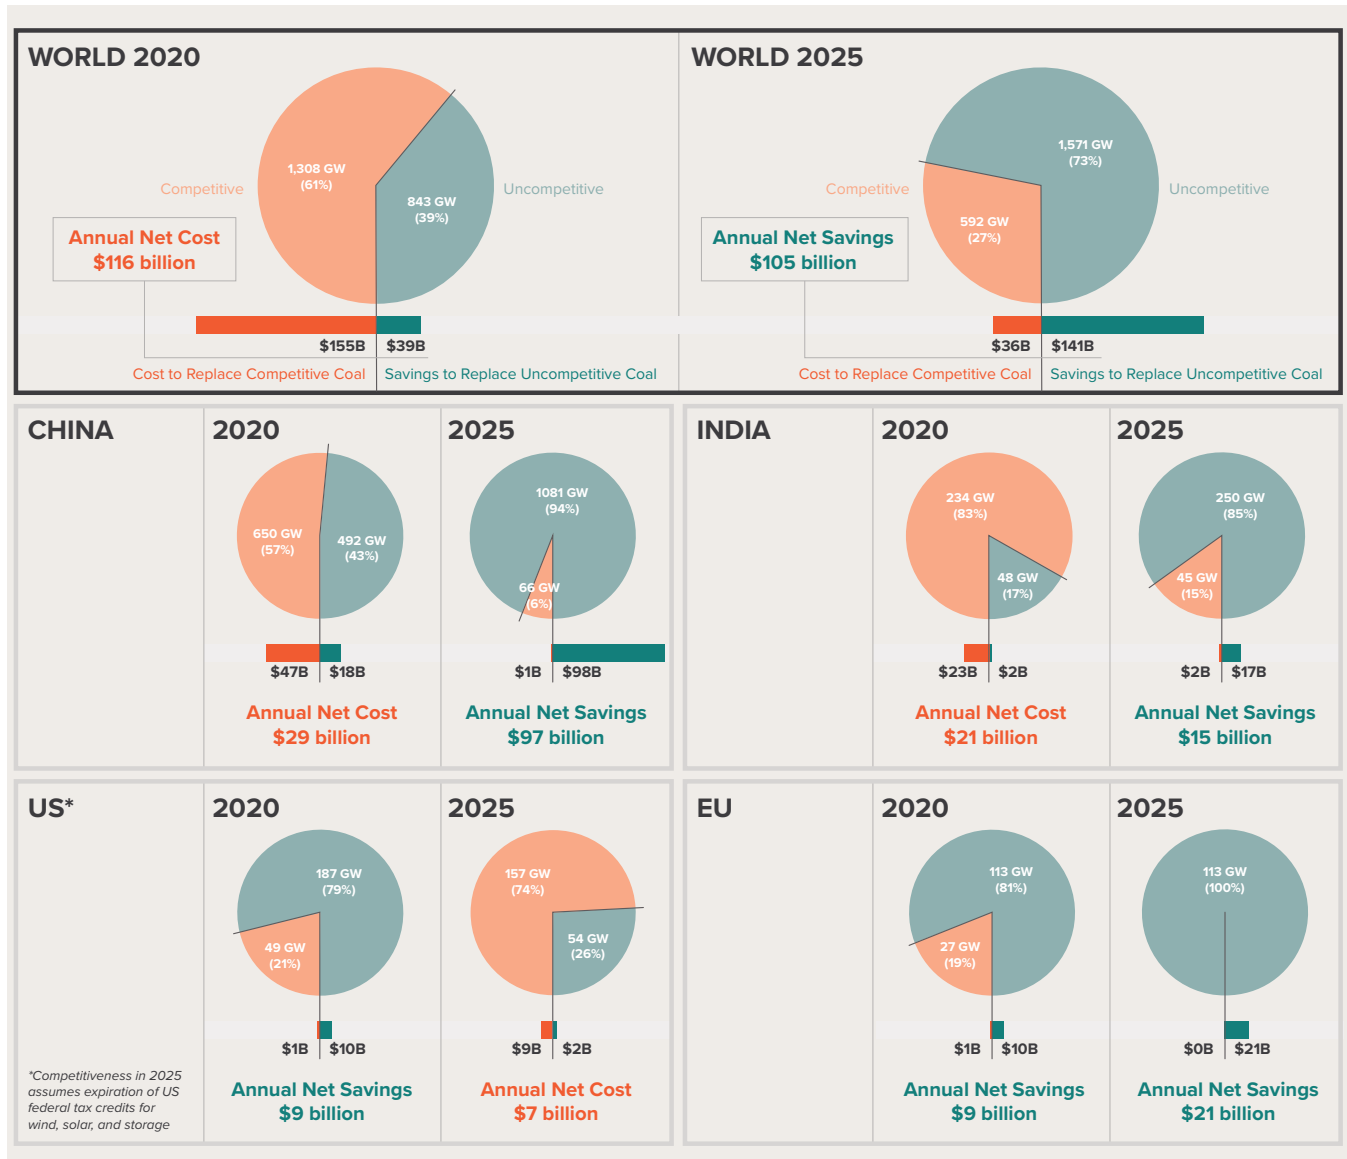 WORLD 2020
1,308 GW
(61%)
843 GW
(39%)
Competitive
Uncompetitive
Annual Net Cost
$116 billion
$155B
$39B
Cost to Replace Competitive Coal
Savings to Replace Uncompetitive Coal
WORLD 2025
1,571 GW
(73%)
592 GW
(27%)
Competitive
Uncompetitive
Annual Net Savings
$105 billion
$36B
$141B
Cost to Replace Competitive Coal
Savings to Replace Uncompetitive Coal
CHINA
2020
650 GW
(57%)
492 GW
(43%)
$47B
$18B
Annual Net Cost
$29 billion
2025
1081 GW
(94%)
66 GW
(6%)
$1B
$98B
Annual Net Savings
$97 billion
INDIA
2020
234 GW
(83%)
48 GW
(17%)
$23B
$2B
Annual Net Cost
$21 billion
2025
250 GW
(85%)
45 GW
(15%)
$2B
$17B
Annual Net Savings
$15 billion
US*
*Competitiveness in 2025
assumes expiration of US
federal tax credits for
wind, solar, and storage
2020
187 GW
(79%)
49 GW
(21%)
$1B
$10B
Annual Net Savings
$9 billion
2025
157 GW
(74%)
54 GW
(26%)
$9B
$2B
Annual Net Cost
$7 billion
EU
2020
113 GW
(81%)
27 GW
(19%)
$1B
$10B
Annual Net Savings
$9 billion
2025
113 GW
(100%)
$0B
$21B
Annual Net Savings
$21 billion